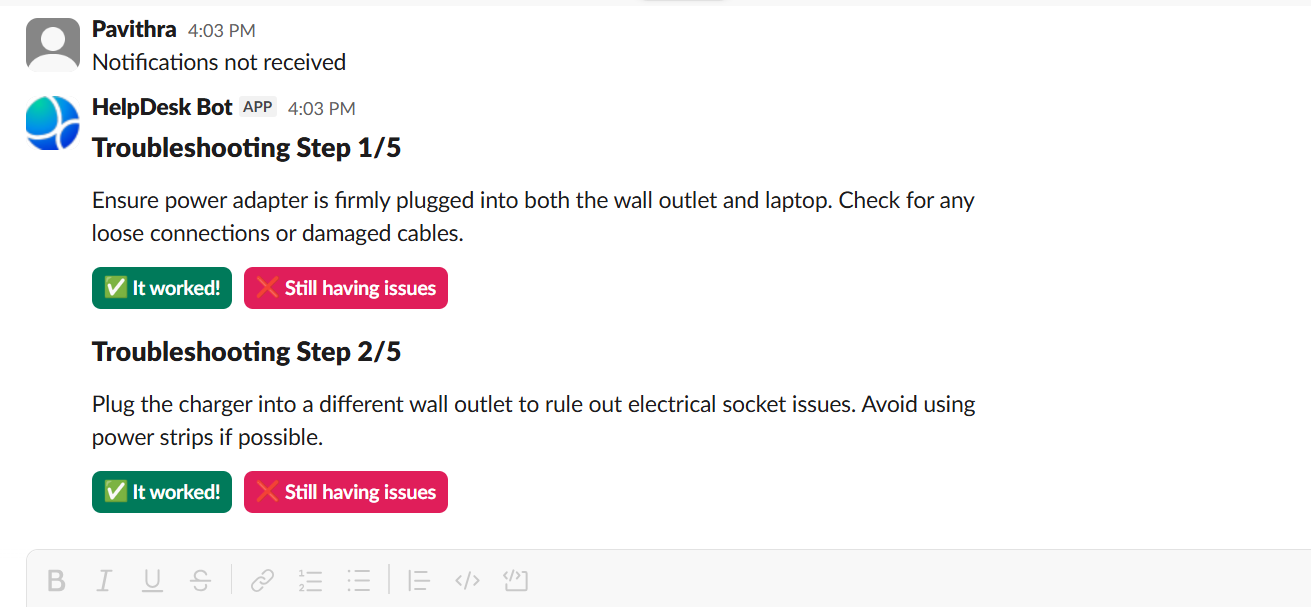 Pavithra 4:03 PM
Notifications not received
HelpDesk Bot APP 4:03 PM
Troubleshooting Step 1/5
Ensure power adapter is firmly plugged into both the wall outlet and laptop. Check for any
loose connections or damaged cables.
✅ It worked! ❌ Still having issues
Troubleshooting Step 2/5
Plug the charger into a different wall outlet to rule out electrical socket issues. Avoid using
power strips if possible.
✅ It worked! ❌ Still having issues